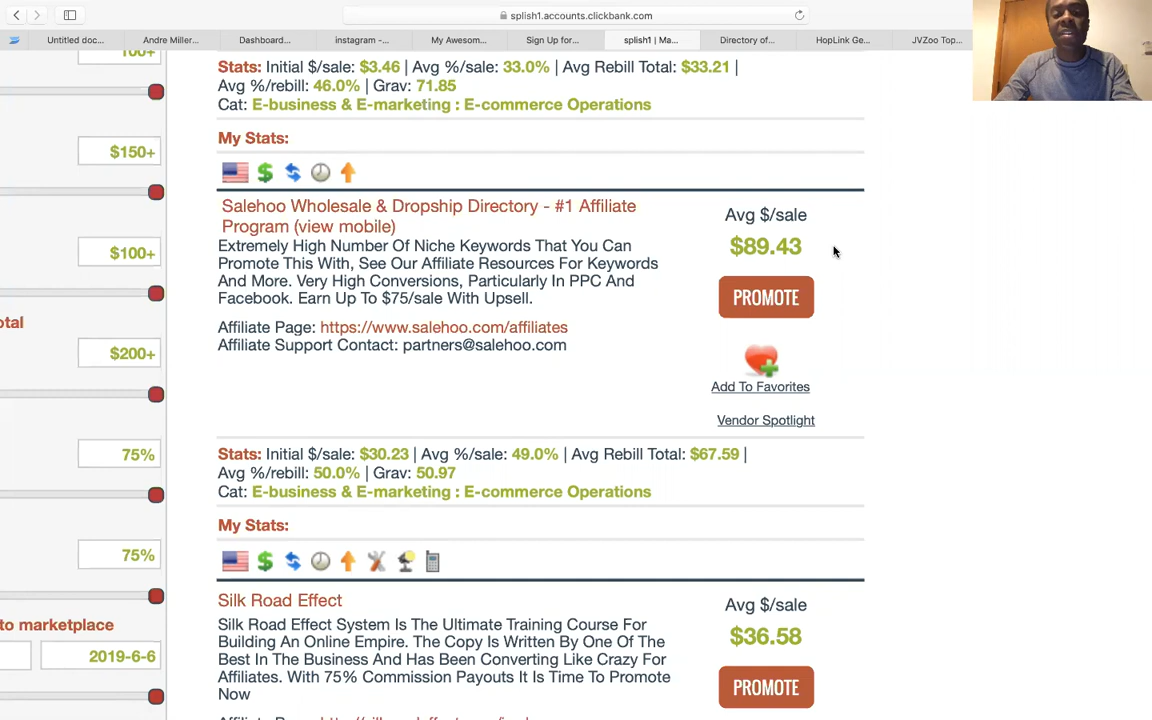 splish1.accounts.clickbank.com
Untitled doc...
Andre Miller...
Dashboard...
instagram -...
My Awesom...
Sign Up for...
splish1 | Ma...
Directory of...
HopLink Ge...
JVZoo Top...
100+
$150+
$100+
otal
$200+
75%
75%
to marketplace
2019-6-6
Stats: Initial $/sale: $3.46 | Avg %/sale: 33.0% | Avg Rebill Total: $33.21 |
Avg %/rebill: 46.0% | Grav: 71.85
Cat: E-business & E-marketing : E-commerce Operations
My Stats:
Salehoo Wholesale & Dropship Directory - #1 Affiliate
Program (view mobile)
Extremely High Number Of Niche Keywords That You Can
Promote This With, See Our Affiliate Resources For Keywords
And More. Very High Conversions, Particularly In PPC And
Facebook. Earn Up To $75/sale With Upsell.
Affiliate Page: https://www.salehoo.com/affiliates
Affiliate Support Contact: partners@salehoo.com
Avg $/sale
$89.43
PROMOTE
Add To Favorites
Vendor Spotlight
Stats: Initial $/sale: $30.23 | Avg %/sale: 49.0% | Avg Rebill Total: $67.59 |
Avg %/rebill: 50.0% | Grav: 50.97
Cat: E-business & E-marketing : E-commerce Operations
My Stats:
Silk Road Effect
Silk Road Effect System Is The Ultimate Training Course For
Building An Online Empire. The Copy Is Written By One Of The
Best In The Business And Has Been Converting Like Crazy For
Affiliates. With 75% Commission Payouts It Is Time To Promote
Now
Avg $/sale
$36.58
PROMOTE